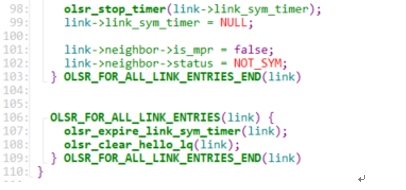 98:         olsr_stop_timer(link->link_sym_timer);
99:         link->link_sym_timer = NULL;
100:
101:         link->neighbor->is_mpr = false;
102:         link->neighbor->status = NOT_SYM;
103:     } OLSR_FOR_ALL_LINK_ENTRIES_END(link)
104:
105:
106:     OLSR_FOR_ALL_LINK_ENTRIES(link) {
107:         olsr_expire_link_sym_timer(link);
108:         olsr_clear_hello_lq(link);
109:     } OLSR_FOR_ALL_LINK_ENTRIES_END(link)
110: }